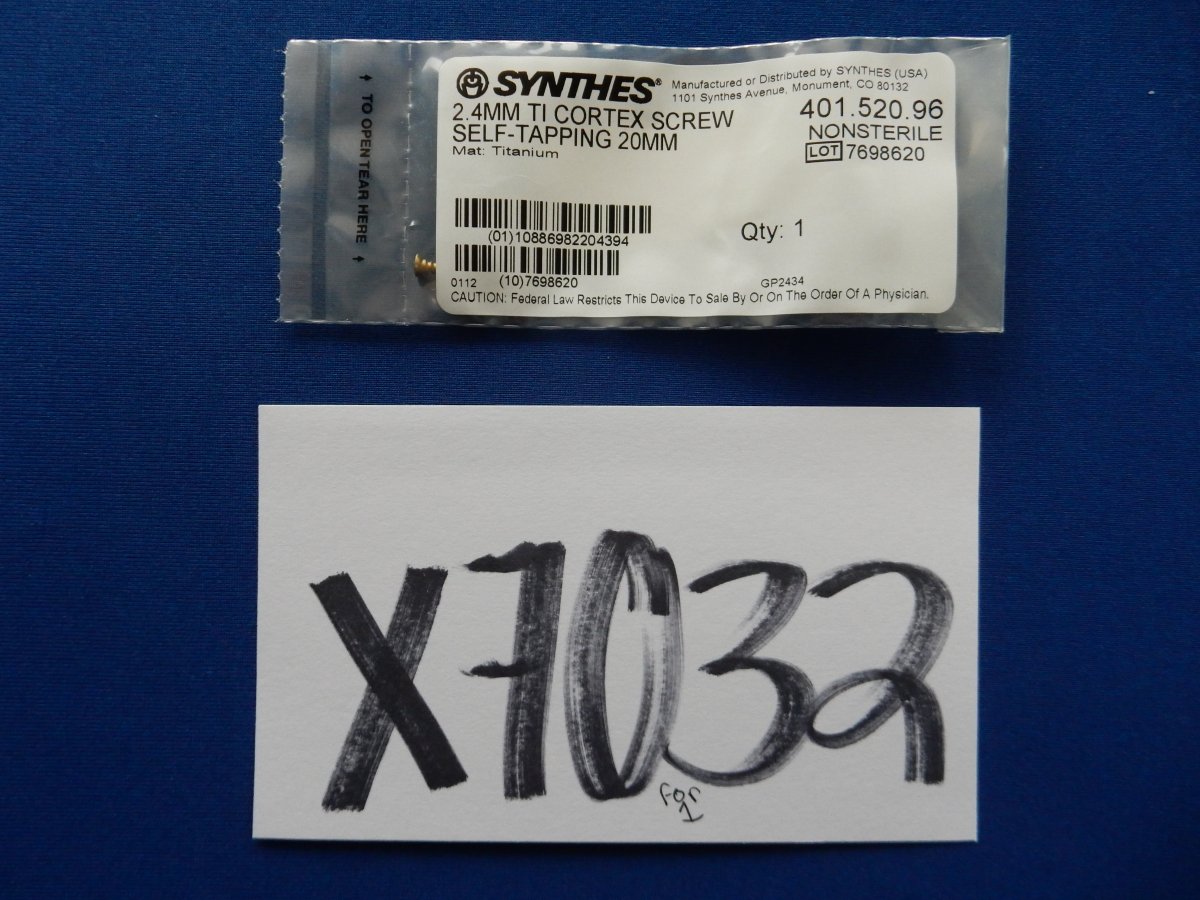 ↑ TO OPEN TEAR HERE ↑
SYNTHES®
Manufactured or Distributed by SYNTHES (USA)
1101 Synthes Avenue, Monument, CO 80132
2.4MM TI CORTEX SCREW
SELF-TAPPING 20MM
Mat: Titanium
401.520.96
NONSTERILE
LOT 7698620
(01)10886982204394
Qty: 1
(10)7698620
0112
GP2434
CAUTION: Federal Law Restricts This Device To Sale By Or On The Order Of A Physician.
X7032
For
1